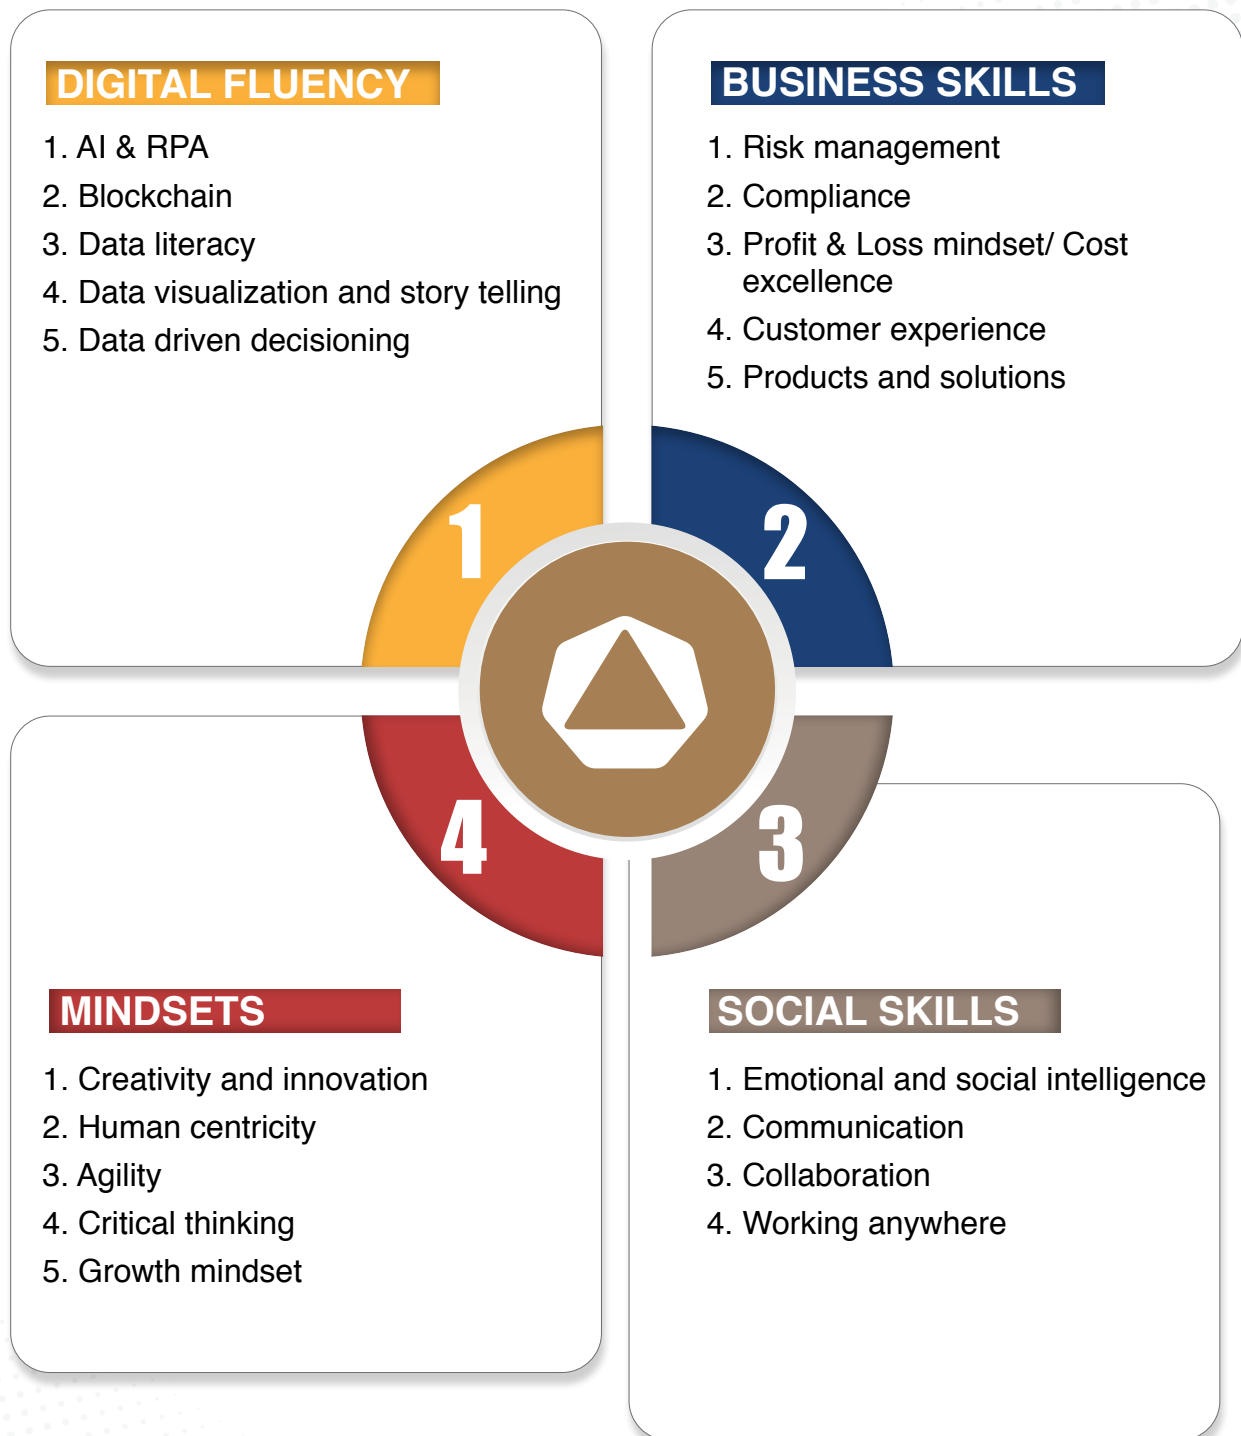 DIGITAL FLUENCY
1. AI & RPA
2. Blockchain
3. Data literacy
4. Data visualization and story telling
5. Data driven decisioning
BUSINESS SKILLS
1. Risk management
2. Compliance
3. Profit & Loss mindset/ Cost
excellence
4. Customer experience
5. Products and solutions
1
2
4
3
MINDSETS
1. Creativity and innovation
2. Human centricity
3. Agility
4. Critical thinking
5. Growth mindset
SOCIAL SKILLS
1. Emotional and social intelligence
2. Communication
3. Collaboration
4. Working anywhere